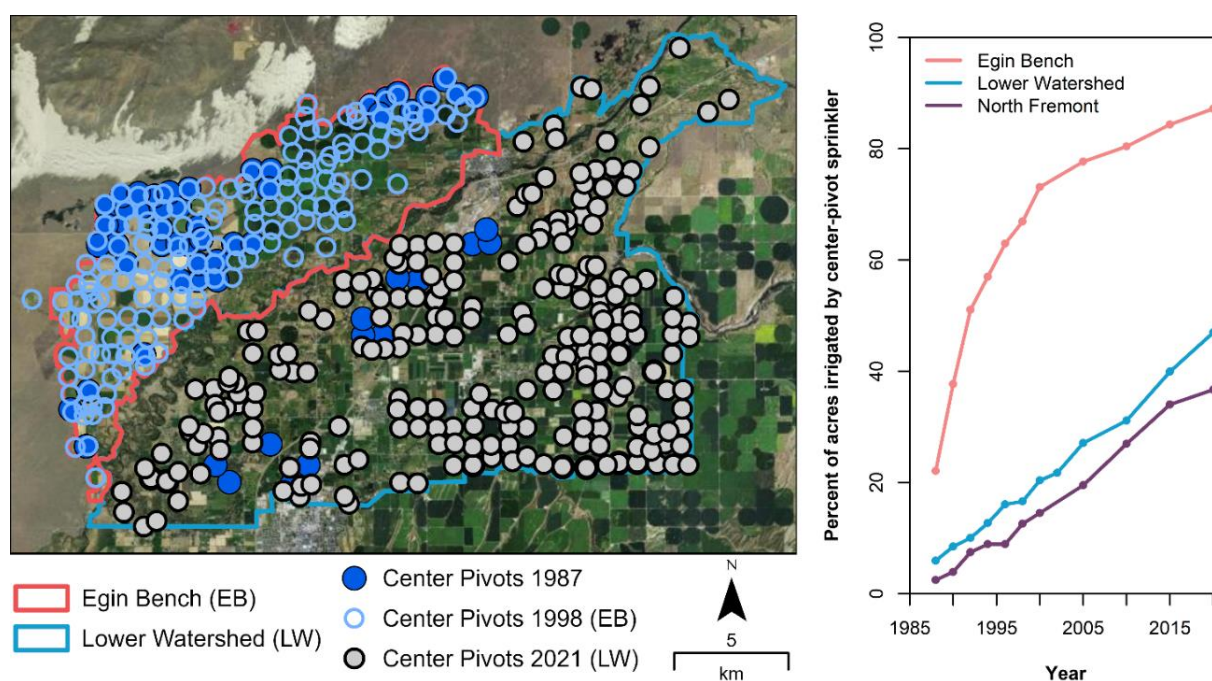 Egin Bench (EB)
Lower Watershed (LW)
Center Pivots 1987
Center Pivots 1998 (EB)
Center Pivots 2021 (LW)
N
5
km
Percent of acres irrigated by center-pivot sprinkler
100
80
60
40
20
0
Egin Bench
Lower Watershed
North Fremont
1985
1995
2005
2015
Year